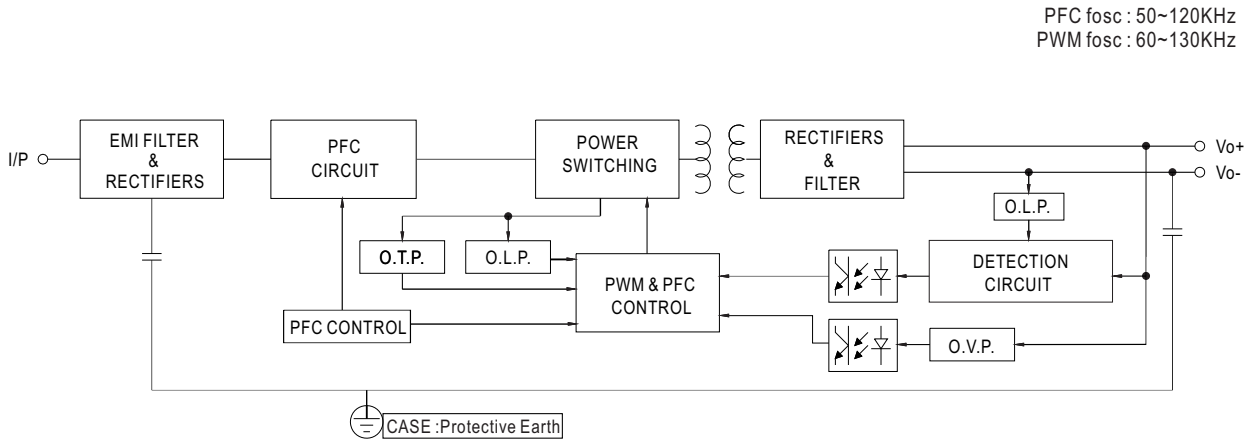 PFC fosc : 50~120KHz
PWM fosc : 60~130KHz
I/P
EMI FILTER
&
RECTIFIERS
PFC
CIRCUIT
POWER
SWITCHING
RECTIFIERS
&
FILTER
Vo+
Vo-
O.L.P.
O.T.P.
O.L.P.
PWM & PFC
CONTROL
DETECTION
CIRCUIT
PFC CONTROL
O.V.P.
CASE :Protective Earth